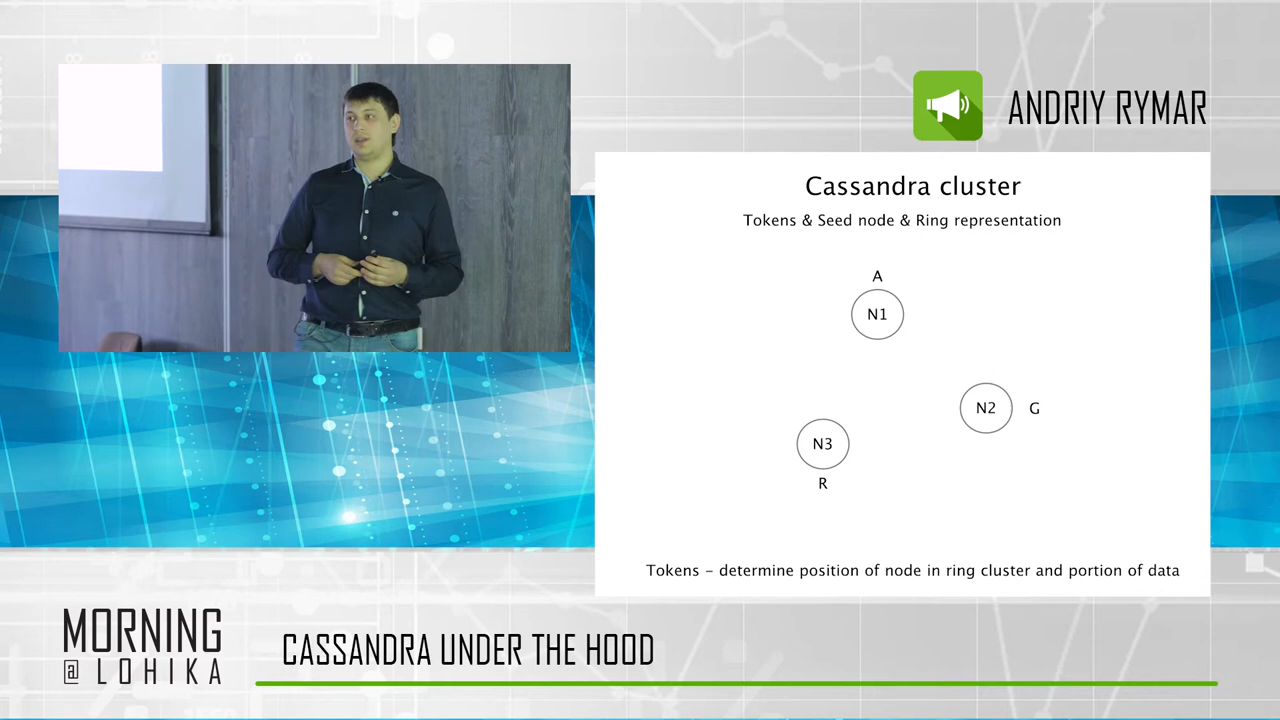 ANDRIY RYMAR
Cassandra cluster
Tokens & Seed node & Ring representation
A
N1
N2 G
N3
R
Tokens – determine position of node in ring cluster and portion of data
MORNING
@ LOHIKA
CASSANDRA UNDER THE HOOD